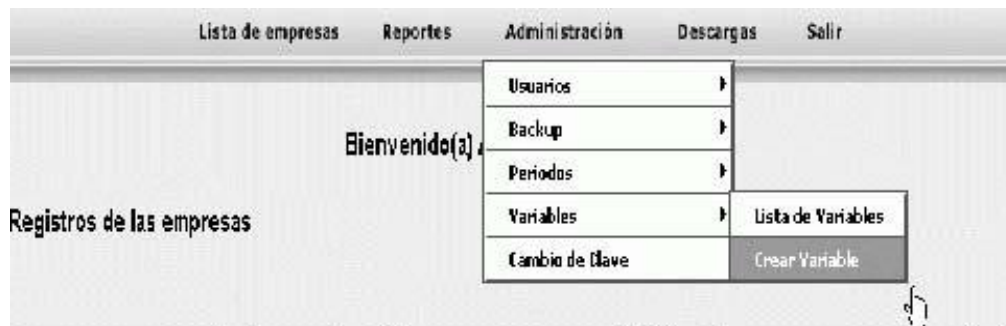 Lista de empresas Reportes Administración Descargas Salir
Usuarios
Bienvenido(a)
Backup
Periodos
Registros de las empresas
Variables
Lista de Variables
Cambio de Clave
Crear Variable